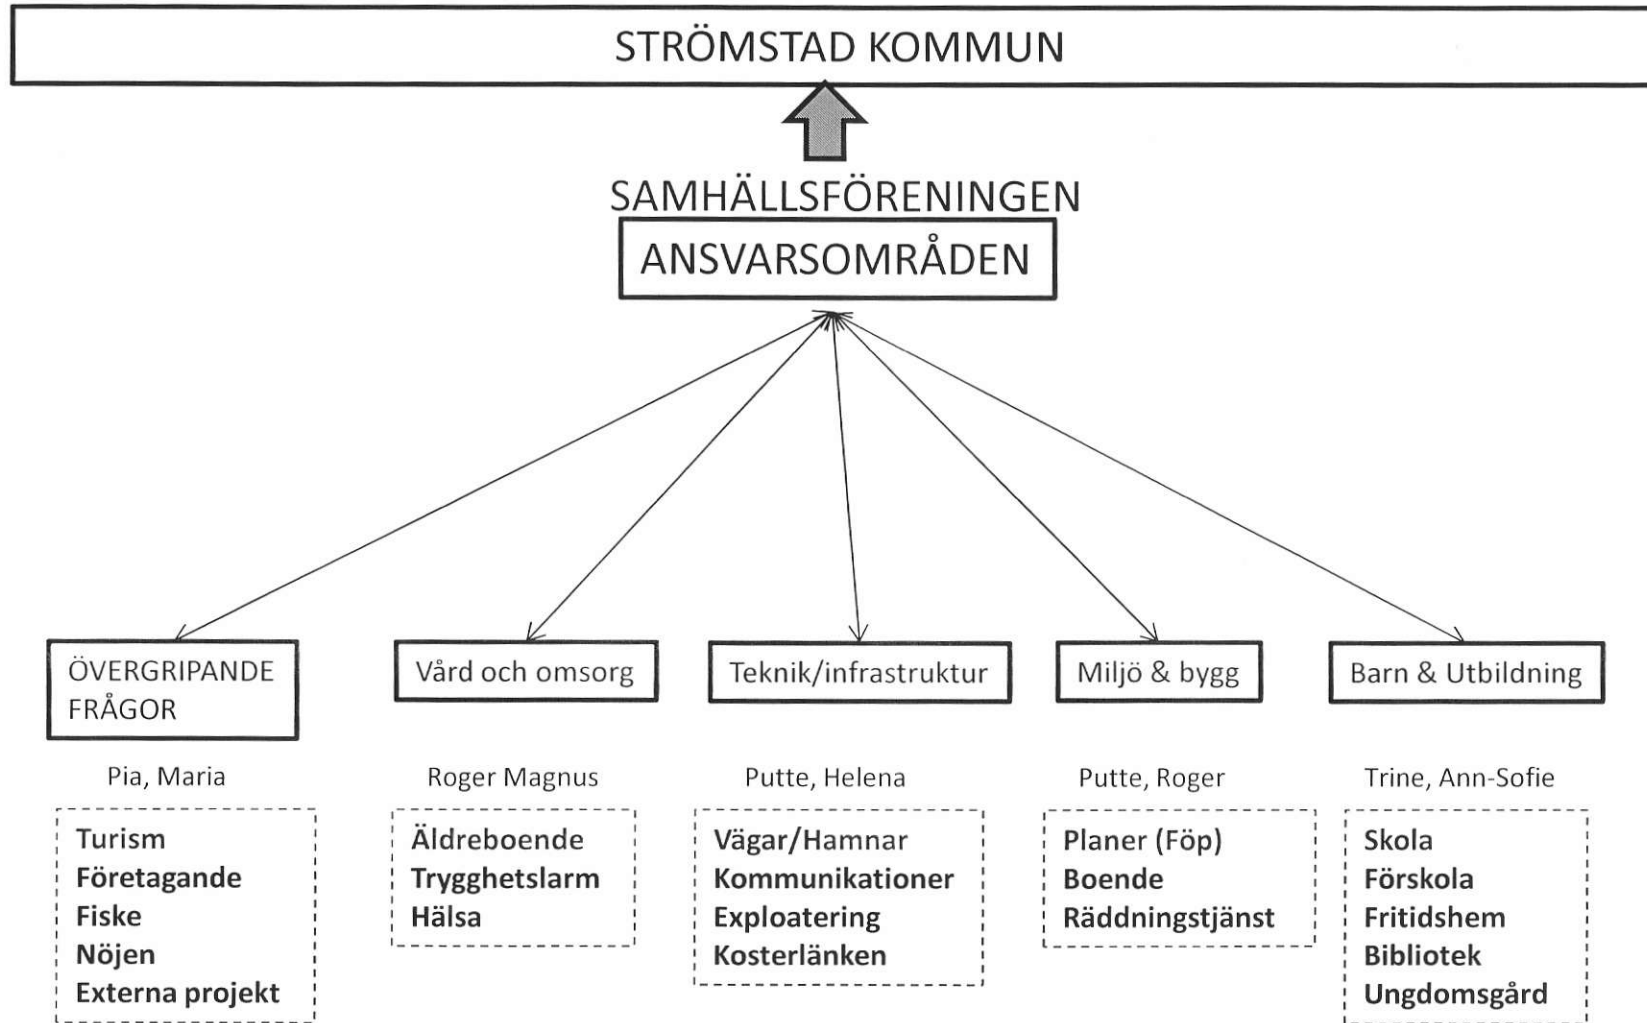 STRÖMSTAD KOMMUN
SAMHÄLLSFÖRENINGEN
ANSVARSOMRÅDEN
ÖVERGRIPANDE
FRÅGOR
Pia, Maria
Turism
Företagande
Fiske
Nöjen
Externa projekt
Vård och omsorg
Roger Magnus
Äldreboende
Trygghetslarm
Hälsa
Teknik/infrastruktur
Putte, Helena
Vägar/Hamnar
Kommunikationer
Exploatering
Kosterlänken
Miljö & bygg
Putte, Roger
Planer (Föp)
Boende
Räddningstjänst
Barn & Utbildning
Trine, Ann-Sofie
Skola
Förskola
Fritidshem
Bibliotek
Ungdomsgård